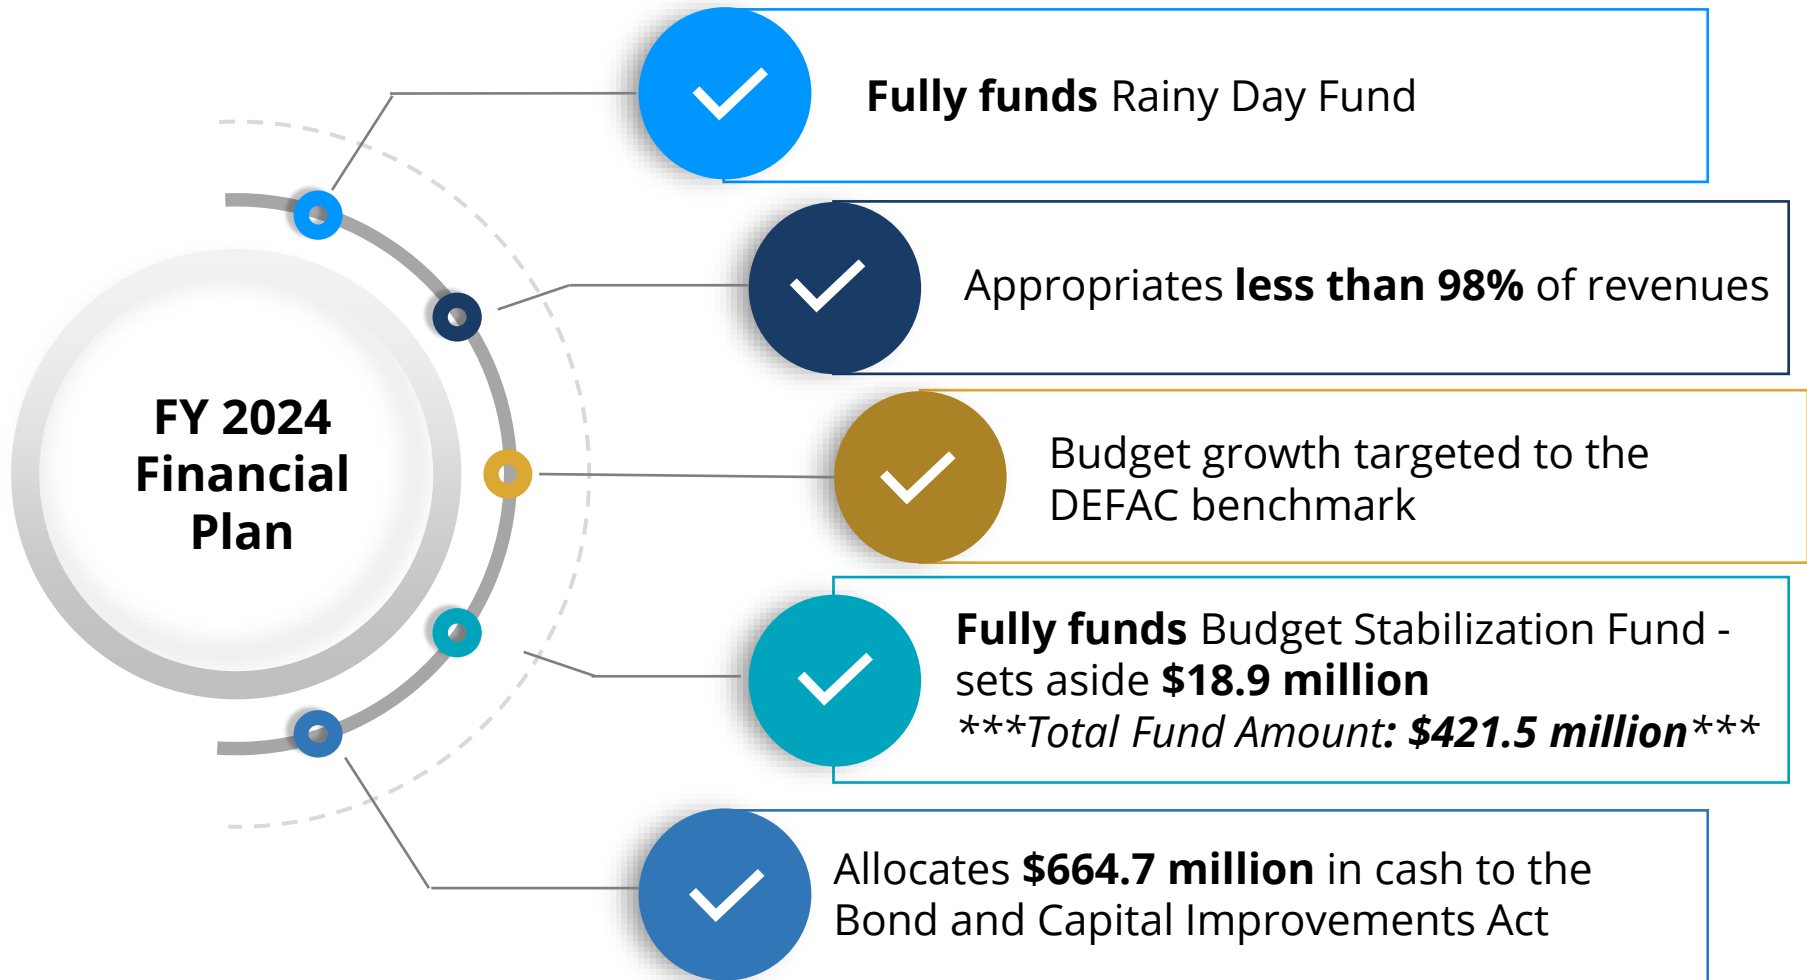 FY 2024
Financial
Plan
Fully funds Rainy Day Fund
Appropriates less than 98% of revenues
Budget growth targeted to the
DEFAC benchmark
Fully funds Budget Stabilization Fund -
sets aside $18.9 million
***Total Fund Amount: $421.5 million***
Allocates $664.7 million in cash to the
Bond and Capital Improvements Act